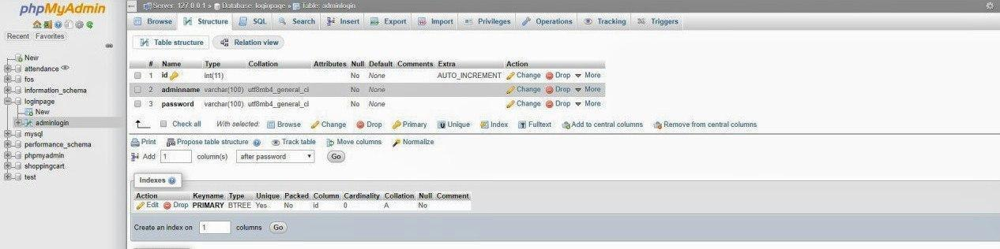 phpMyAdmin
Recent Favorites
New
attendance
fos
information_schema
loginpage
New
adminlogin
mysql
performance_schema
phpmyadmin
shoppingcart
test
Server: 127.0.0.1 » Database: loginpage » Table: adminlogin
Browse Structure SQL Search Insert Export Import Privileges Operations Tracking Triggers
Table structure Relation view
# Name Type Collation Attributes Null Default Comments Extra Action
1 id int(11) No None AUTO_INCREMENT Change Drop More
2 adminname varchar(100) utf8mb4_general_ci No None Change Drop More
3 password varchar(100) utf8mb4_general_ci No None Change Drop More
Check all With selected: Browse Change Drop Primary Unique Index Fulltext Add to central columns Remove from central columns
Print Propose table structure Track table Move columns Normalize
Add 1 column(s) after password Go
Indexes
Action Keyname Type Unique Packed Column Cardinality Collation Null Comment
Edit Drop PRIMARY BTREE Yes No id 0 A No
Create an index on 1 columns Go